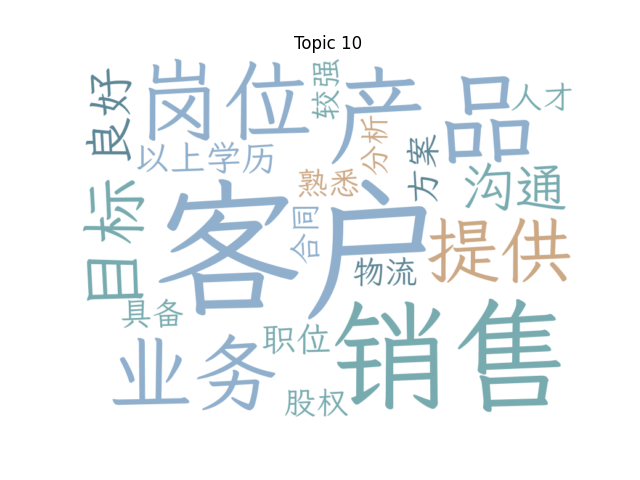 Topic 10
岗位
产品
较强
人才
良好
分析
方案
以上学历
熟悉
沟通
目标
客户
合同
物流
提供
具备
业务
职位
销售
股权